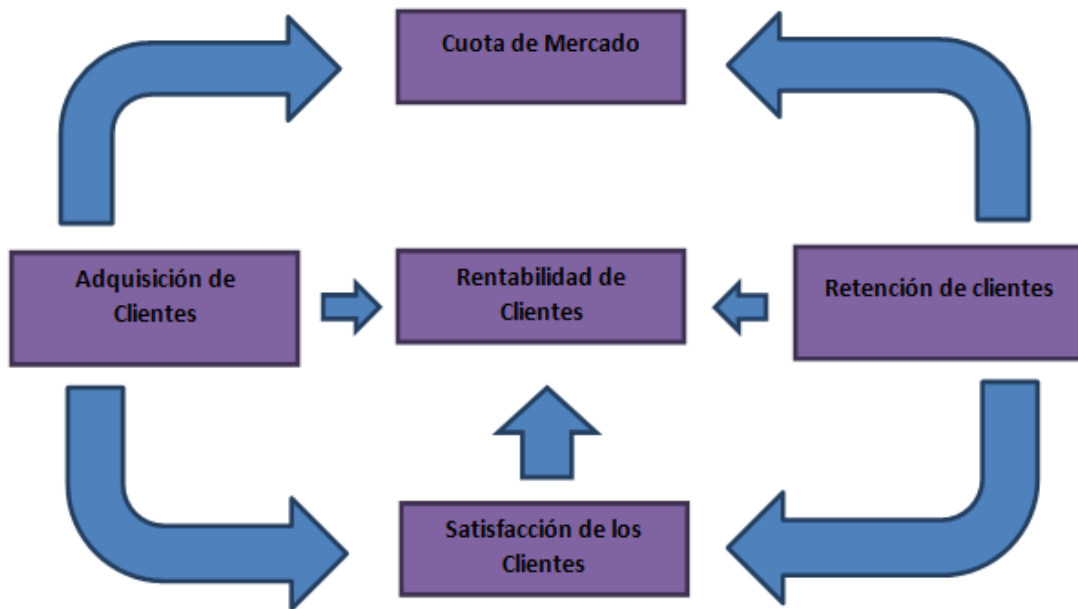 Cuota de Mercado
Adquisición de
Clientes
Rentabilidad de
Clientes
Retención de clientes
Satisfacción de los
Clientes